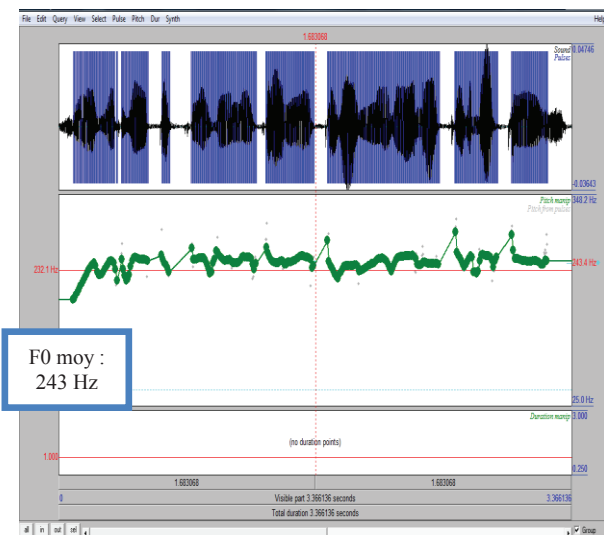 File Edit Query View Select Pulse Pitch Dur Synth Help
1.683068
Sound 0.04746
Pulses
-0.03643
Pitch manip 348.2 Hz
Pitch from pulses
232.1 Hz
243.4 Hz
F0 moy :
243 Hz
25.0 Hz
Duration manip 3.000
(no duration points)
1.000
0.250
1.683068 1.683068
0 Visible part 3.366136 seconds 3.366136
Total duration 3.366136 seconds
all in out sel Group